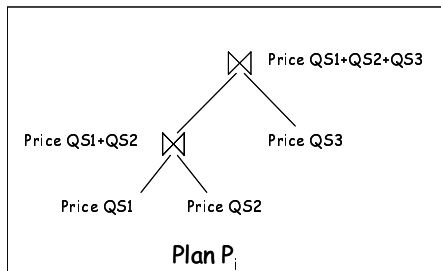 Price QS1+QS2+QS3
Price QS1+QS2
Price QS3
Price QS1
Price QS2
Plan Pi